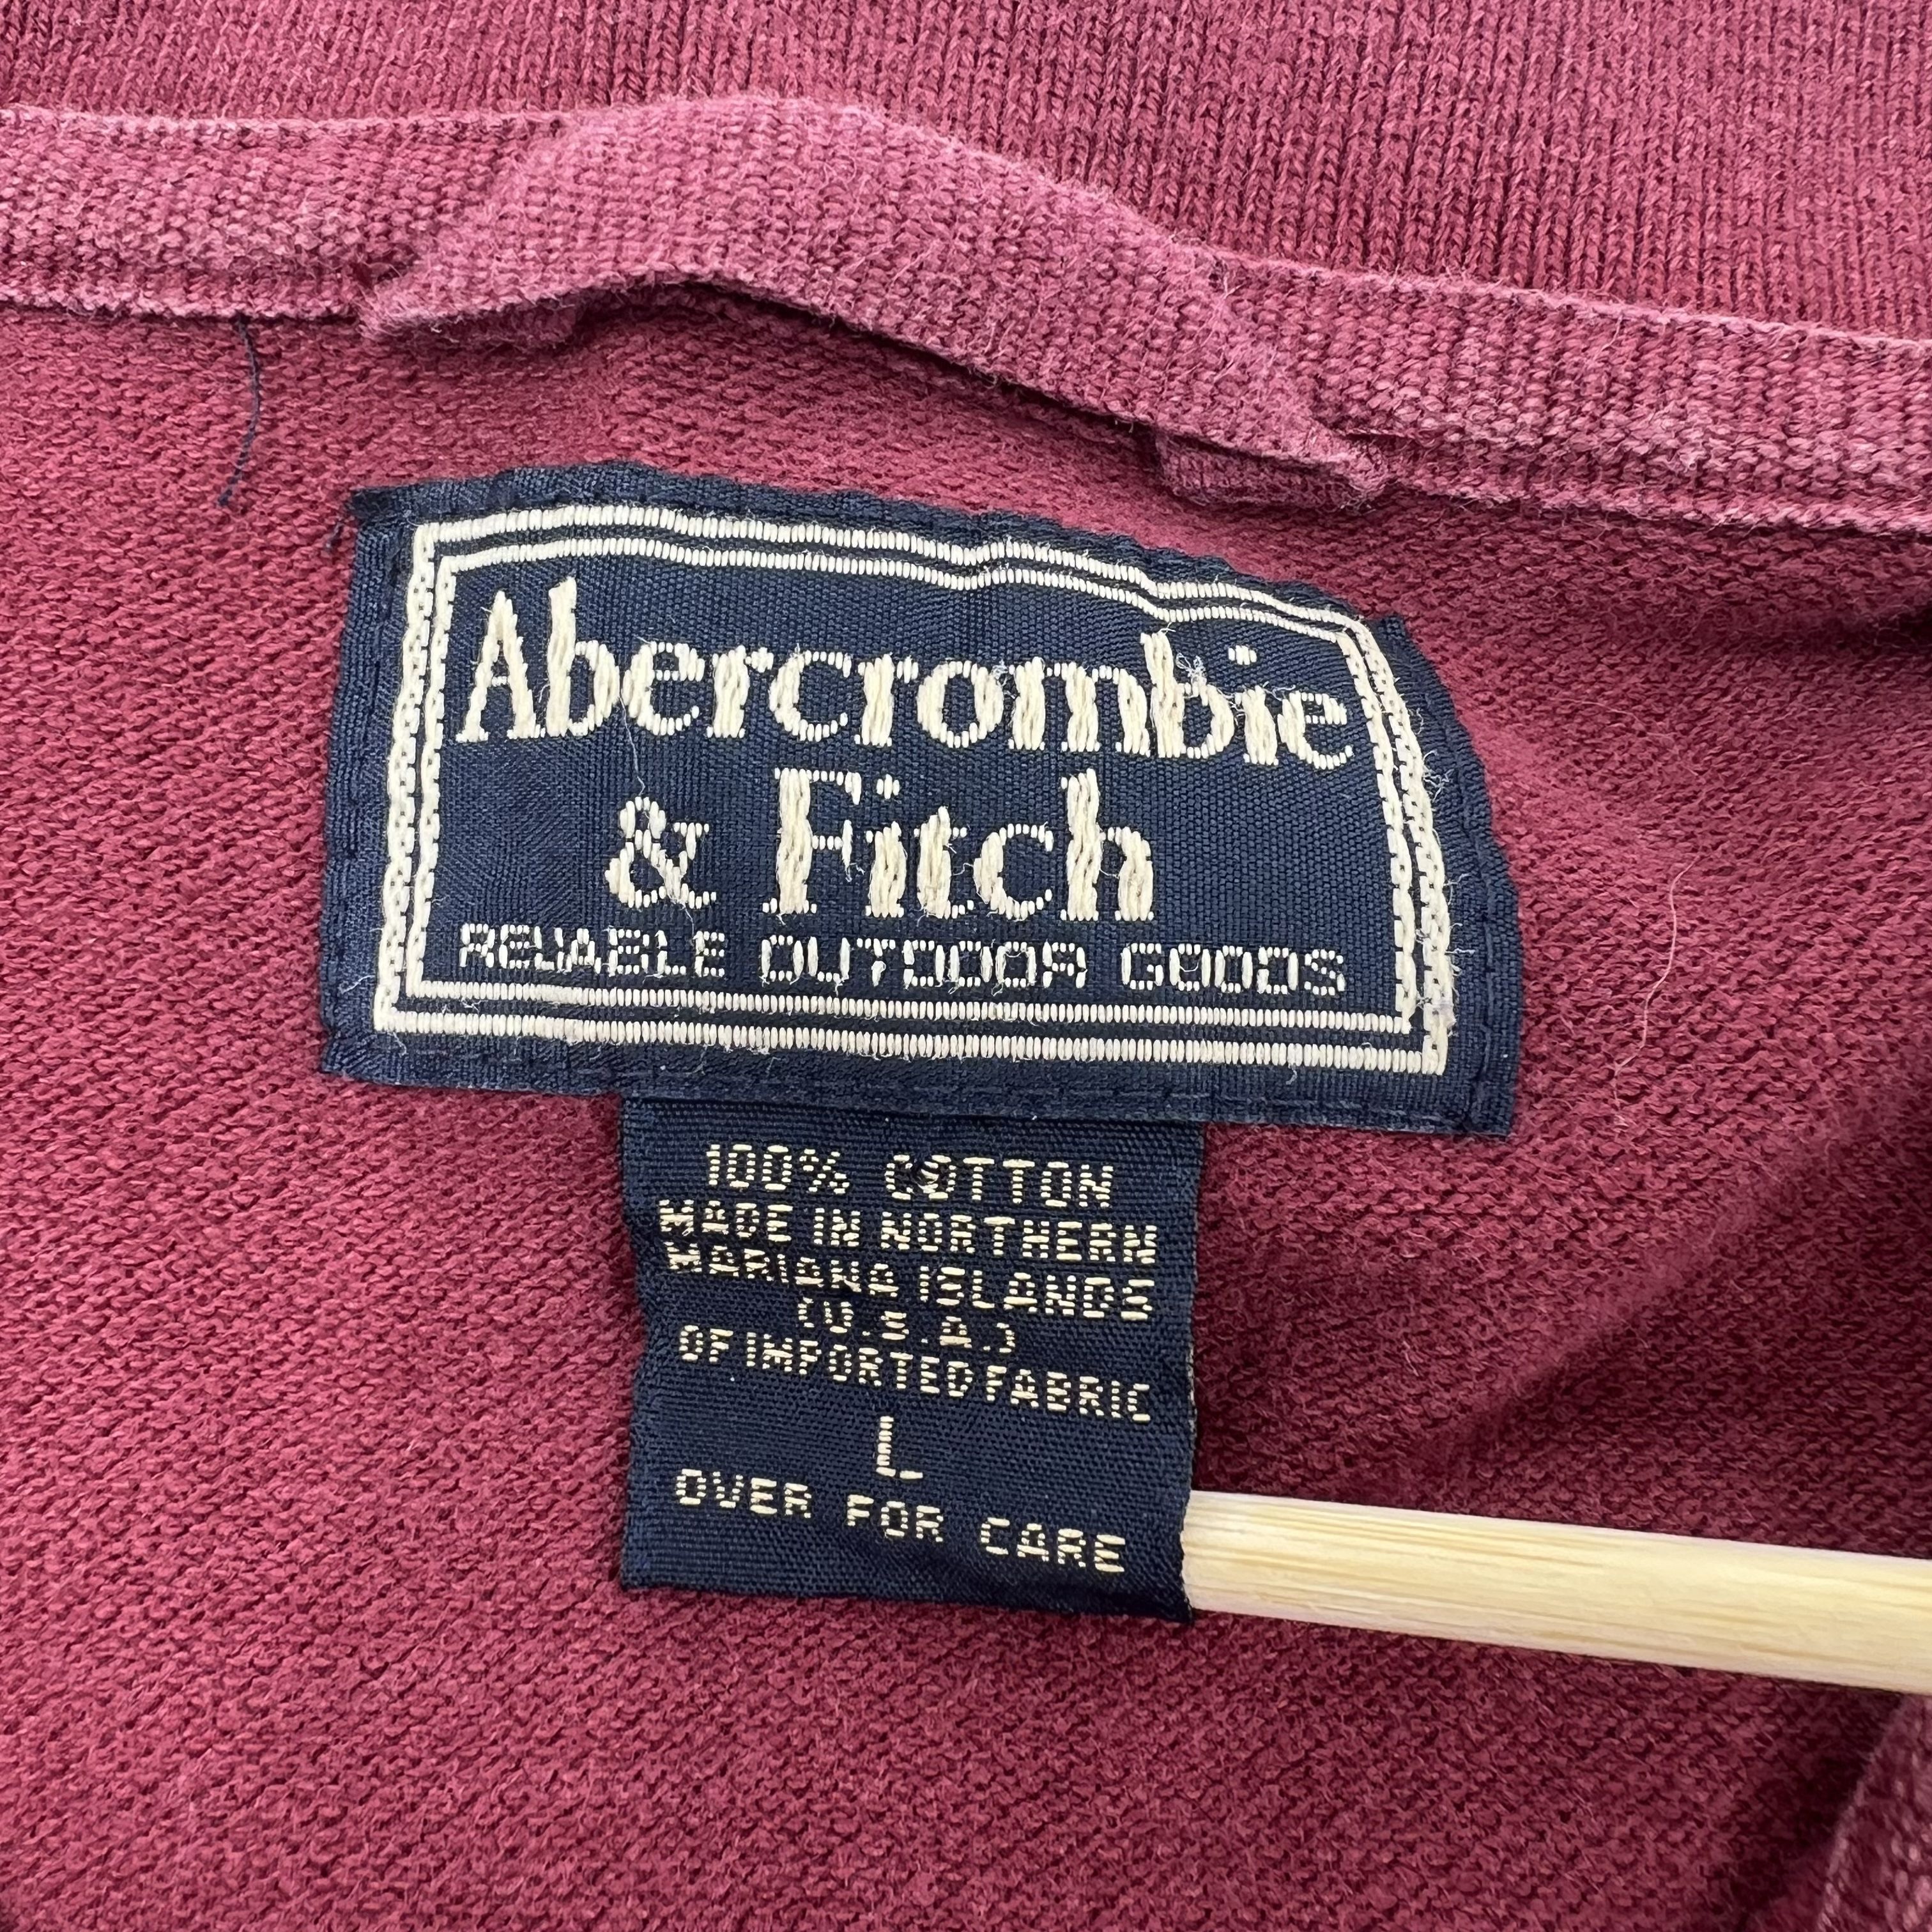 Abercrombie
& Fitch
RELIABLE OUTDOOR GOODS
100% COTTON
MADE IN NORTHERN
MARIANA ISLANDS
(U.S.A.)
OF IMPORTED FABRIC
L
OVER FOR CARE